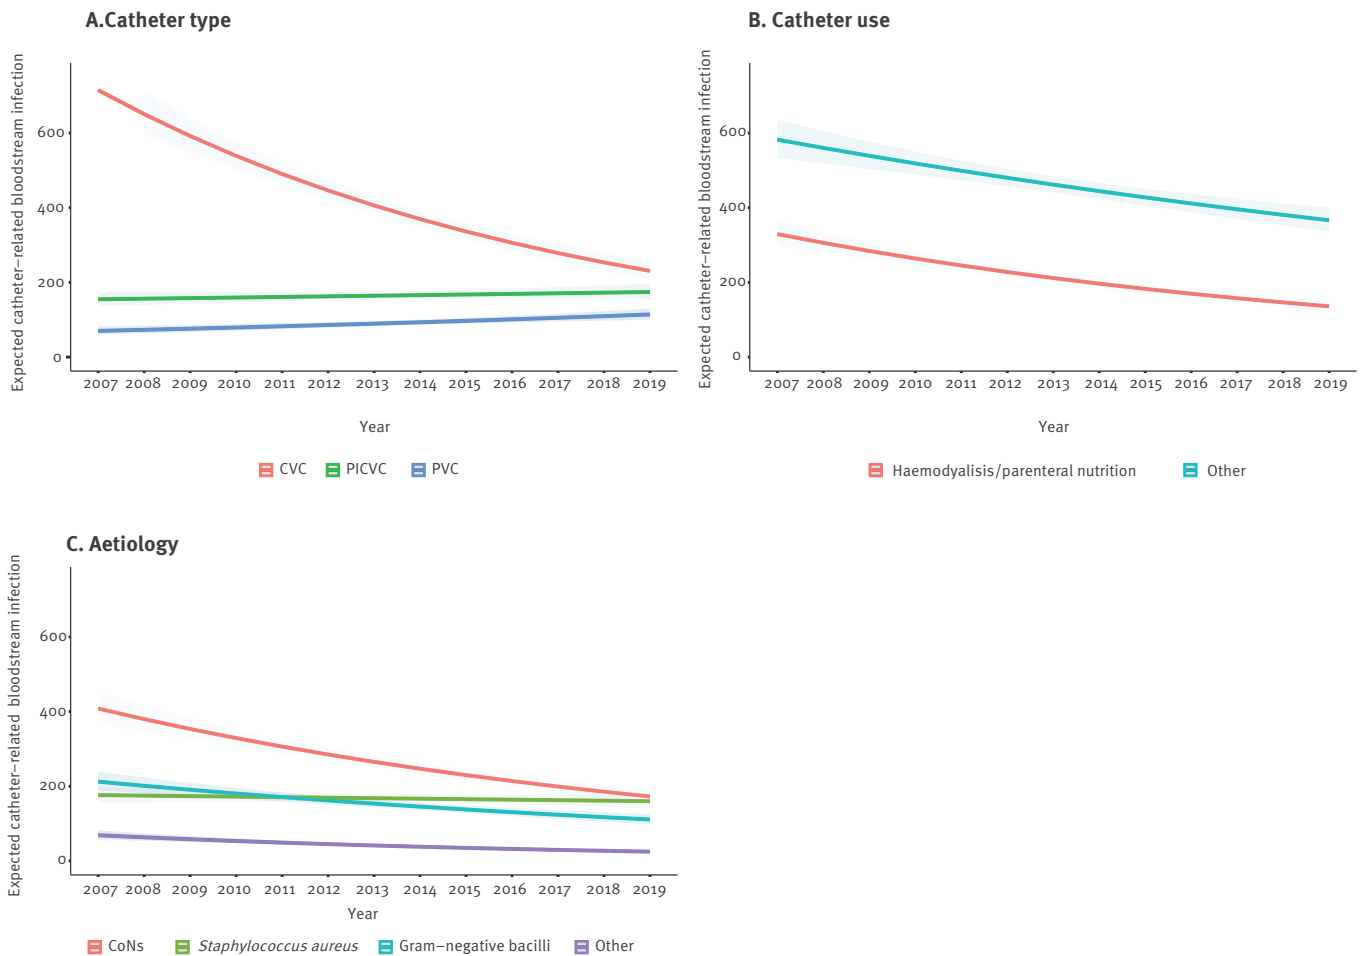 A.Catheter type
Expected catheter–related bloodstream infection
600
400
200
0
2007 2008 2009 2010 2011 2012 2013 2014 2015 2016 2017 2018 2019
Year
CVC PICVC PVC
B. Catheter use
Expected catheter–related bloodstream infection
600
400
200
0
2007 2008 2009 2010 2011 2012 2013 2014 2015 2016 2017 2018 2019
Year
Haemodyalisis/parenteral nutrition Other
C. Aetiology
Expected catheter–related bloodstream infection
600
400
200
0
2007 2008 2009 2010 2011 2012 2013 2014 2015 2016 2017 2018 2019
Year
CoNs Staphylococcus aureus Gram–negative bacilli Other